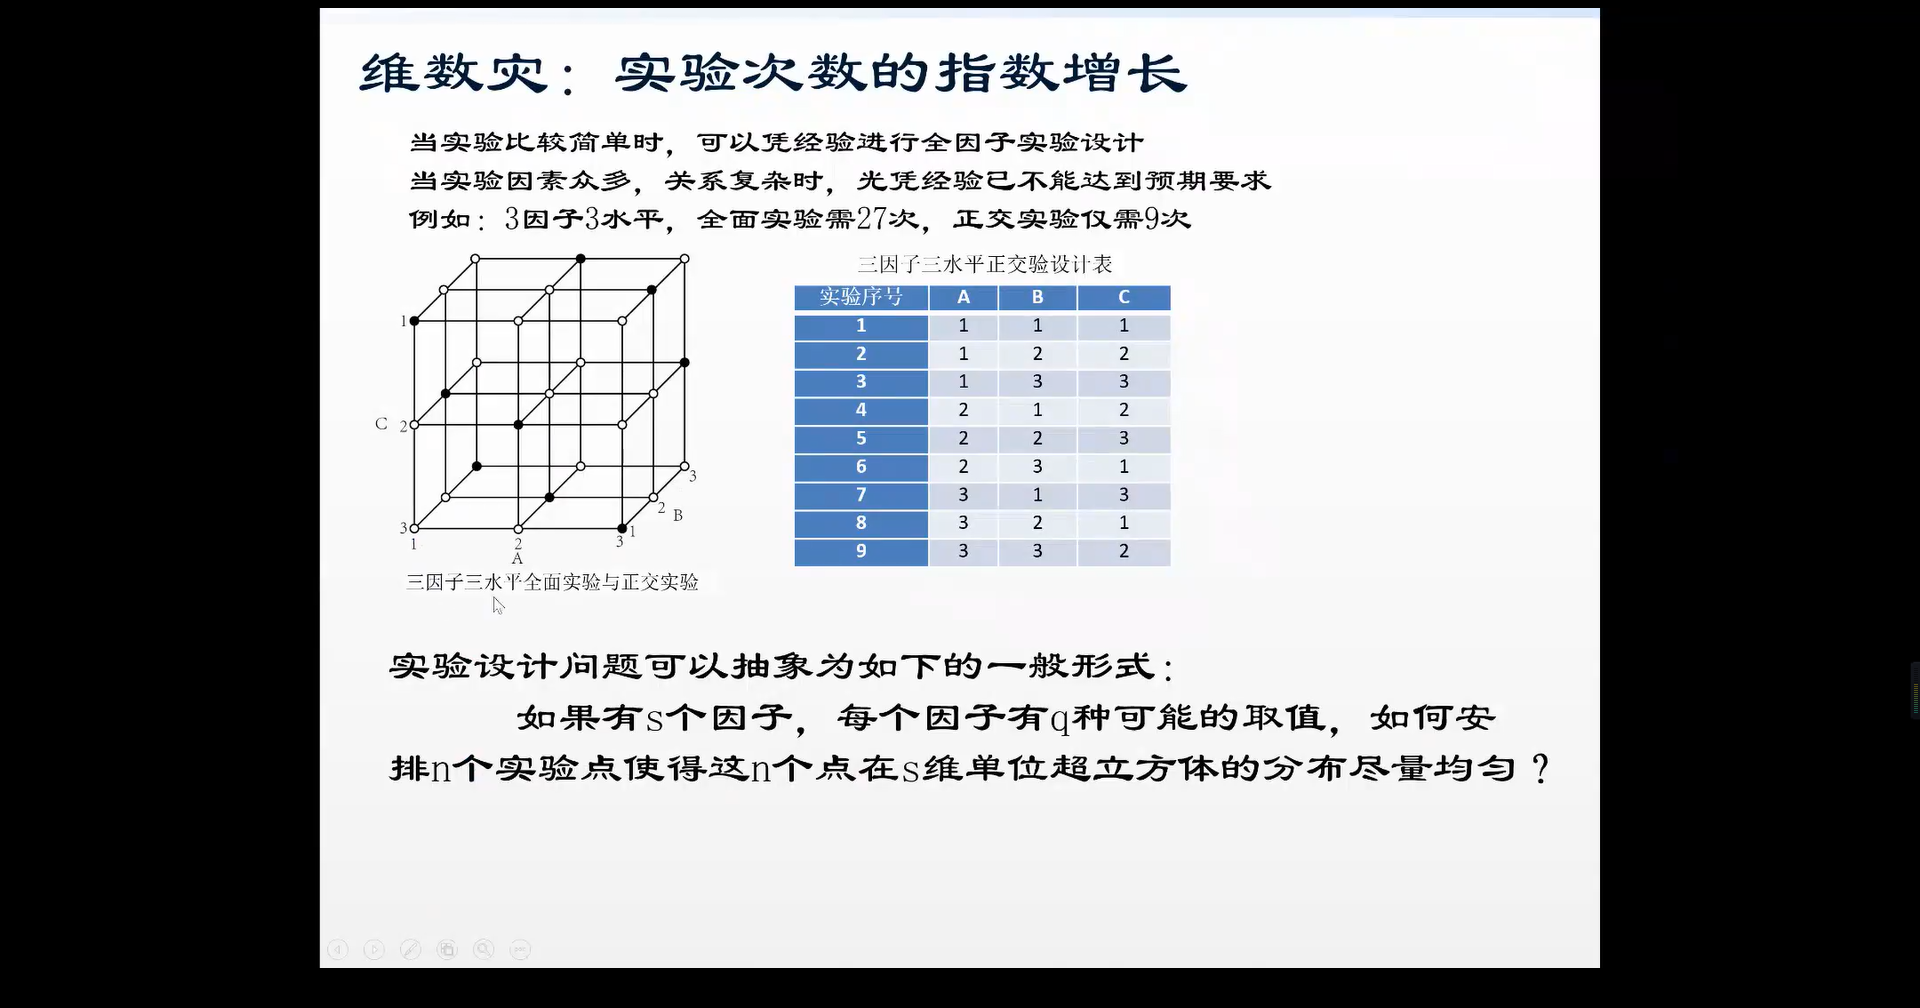 维数灾：实验次数的指数增长
当实验比较简单时，可以凭经验进行全因子实验设计
当实验因素众多，关系复杂时，光凭经验已不能达到预期要求
例如：3因子3水平，全面实验需27次，正交实验仅需9次
1
C 2
3
1 2 3
A
1 2 3
B
三因子三水平全面实验与正交实验
三因子三水平正交验设计表
实验序号 A B C
1 1 1 1
2 1 2 2
3 1 3 3
4 2 1 2
5 2 2 3
6 2 3 1
7 3 1 3
8 3 2 1
9 3 3 2
实验设计问题可以抽象为如下的一般形式：
如果有s个因子，每个因子有q种可能的取值，如何安
排n个实验点使得这n个点在s维单位超立方体的分布尽量均匀？